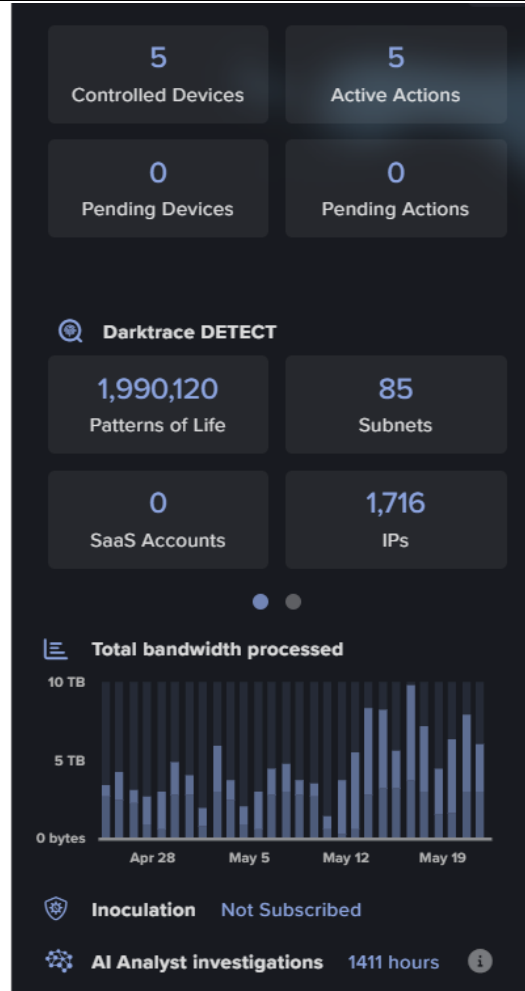 5
Controlled Devices
5
Active Actions
0
Pending Devices
0
Pending Actions
Darktrace DETECT
1,990,120
Patterns of Life
85
Subnets
0
SaaS Accounts
1,716
IPs
Total bandwidth processed
10 TB
5 TB
0 bytes
Apr 28 May 5 May 12 May 19
Inoculation Not Subscribed
AI Analyst investigations 1411 hours i